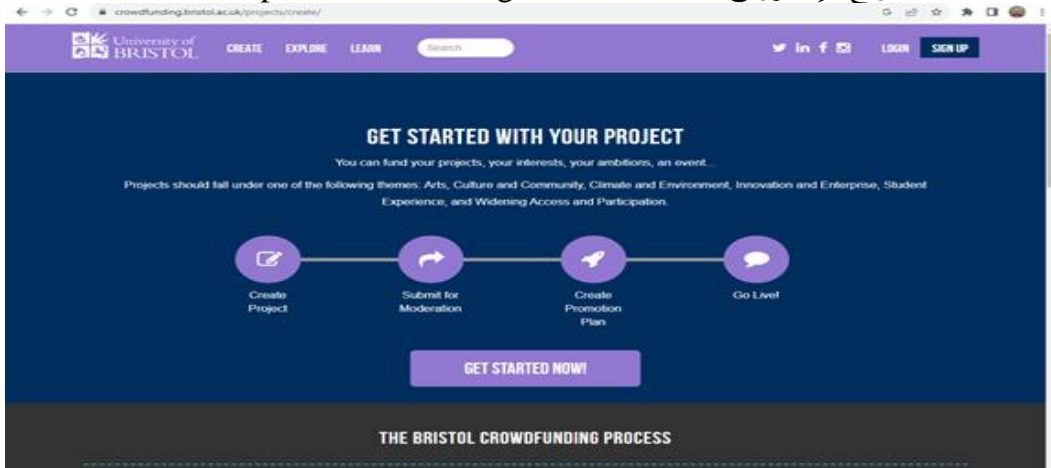 crowdfunding.bristol.ac.uk/projects/create/
University of BRISTOL CREATE EXPLORE LEARN Search LOGIN SIGN UP
GET STARTED WITH YOUR PROJECT
You can fund your projects, your interests, your ambitions, an event...
Projects should fall under one of the following themes: Arts, Culture and Community, Climate and Environment, Innovation and Enterprise, Student
Experience, and Widening Access and Participation.
Create Project
Submit for Moderation
Create Promotion Plan
Go Live!
GET STARTED NOW!
THE BRISTOL CROWDFUNDING PROCESS